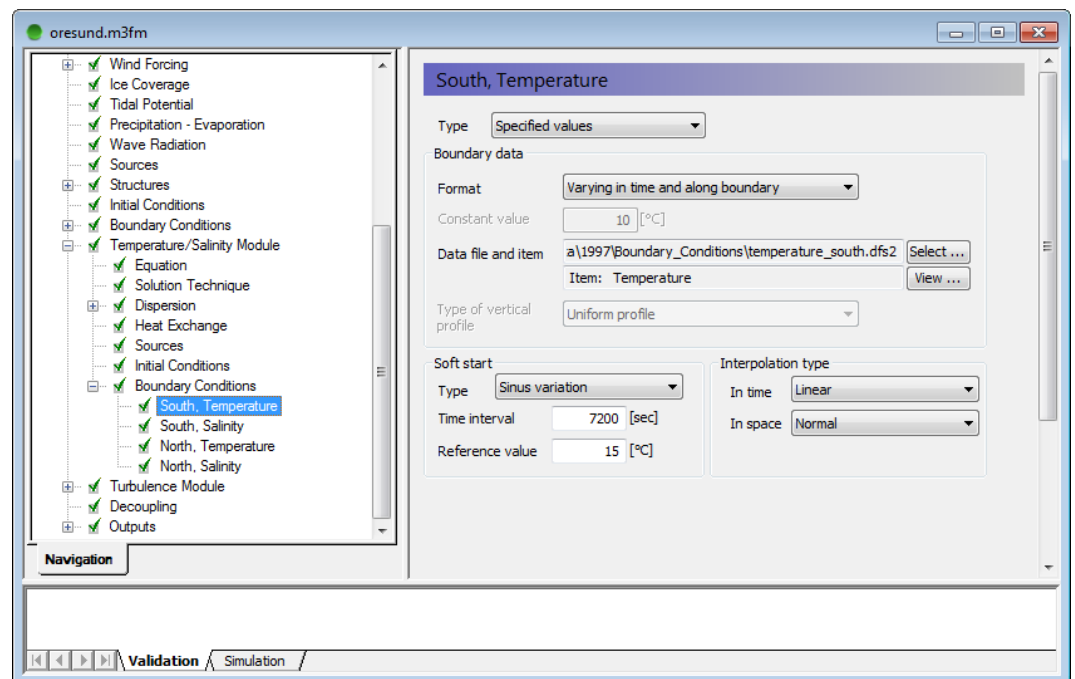 oresund.m3fm
Wind Forcing
Ice Coverage
Tidal Potential
Precipitation - Evaporation
Wave Radiation
Sources
Structures
Initial Conditions
Boundary Conditions
Temperature/Salinity Module
Equation
Solution Technique
Dispersion
Heat Exchange
Sources
Initial Conditions
Boundary Conditions
South, Temperature
South, Salinity
North, Temperature
North, Salinity
Turbulence Module
Decoupling
Outputs
Navigation
South, Temperature
Type Specified values
Boundary data
Format Varying in time and along boundary
Constant value 10 [°C]
Data file and item a\1997\Boundary_Conditions\temperature_south.dfs2 Select ...
Item: Temperature View ...
Type of vertical
profile
Uniform profile
Soft start
Type Sinus variation
Time interval 7200 [sec]
Reference value 15 [°C]
Interpolation type
In time Linear
In space Normal
Validation Simulation